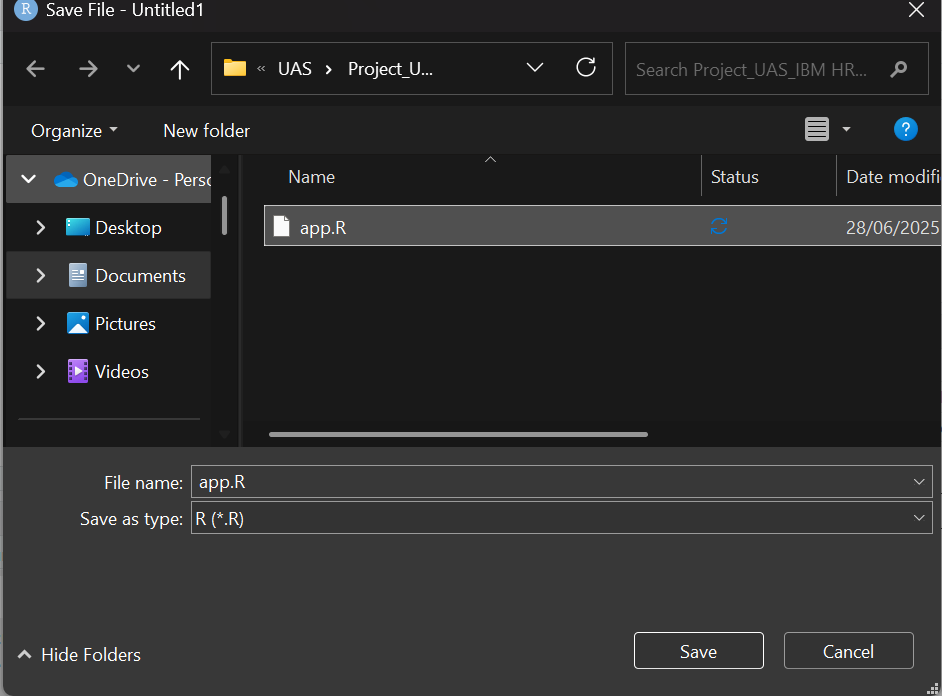 R Save File - Untitled1
« UAS › Project_U...
Search Project_UAS_IBM HR...
Organize New folder
?
Name Status Date modifi
OneDrive - Perso
Desktop
Documents
Pictures
Videos
app.R 28/06/2025
File name: app.R
Save as type: R (*.R)
Hide Folders Save Cancel